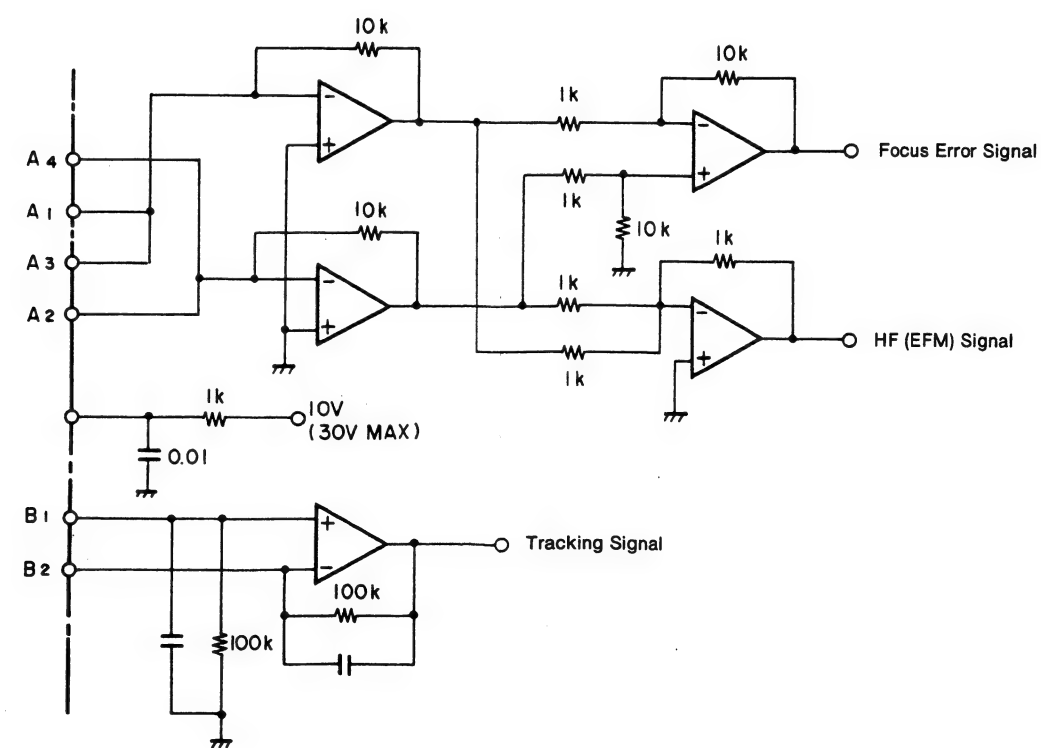 10k
10k
1k
A4
Focus Error Signal
1k
A1
10k
10k
1k
A3
1k
A2
HF (EFM) Signal
1k
1k
10V
(30V MAX)
0.01
B1
Tracking Signal
B2
100k
100k